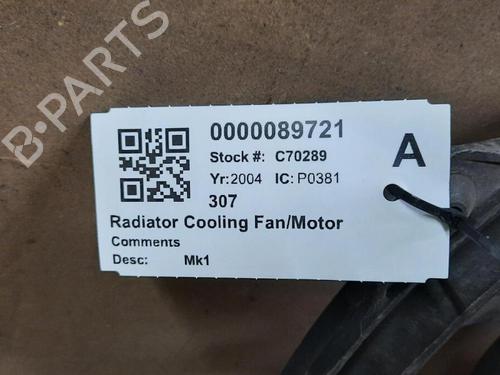 B-PARTS
0000089721
A
Stock #: C70289
Yr:2004 IC:P0381
307
Radiator Cooling Fan/Motor
Comments
Desc: Mk1